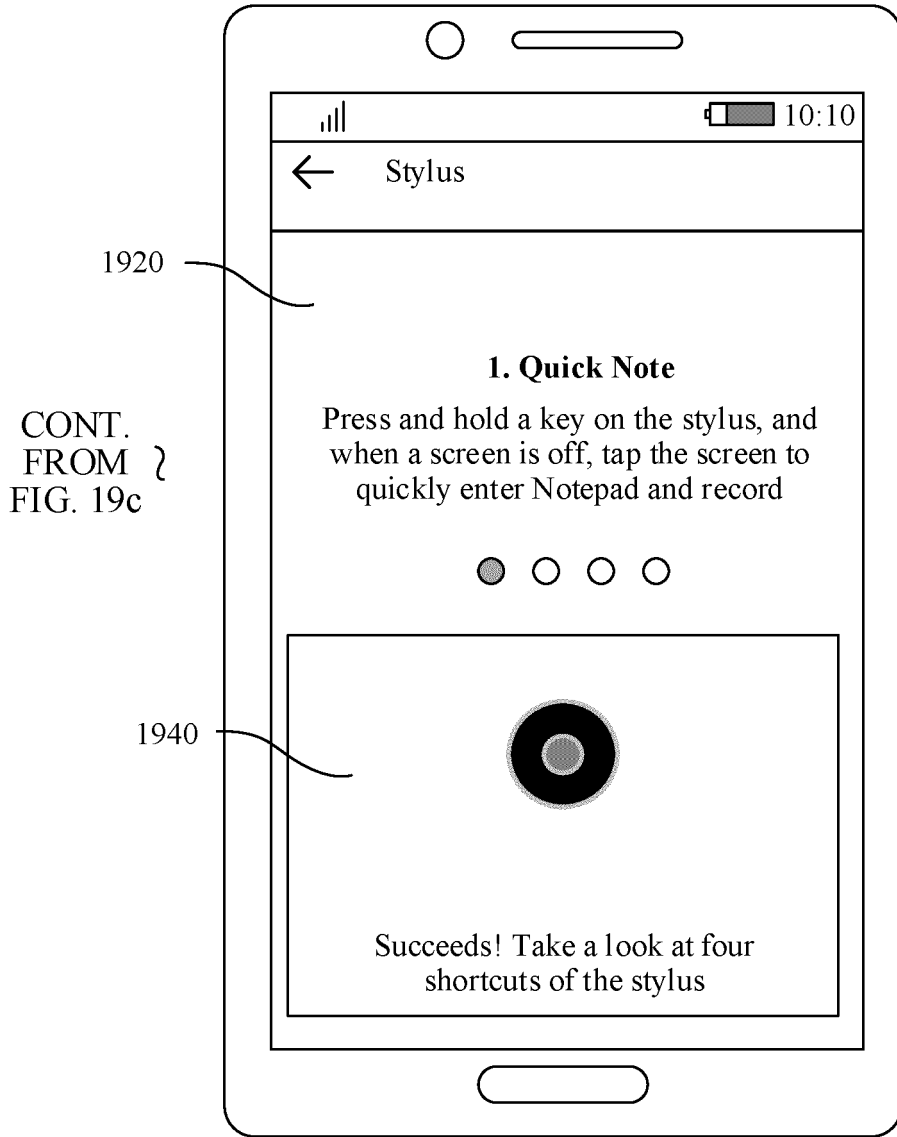 10:10
Stylus
1920
1. Quick Note
Press and hold a key on the stylus, and
when a screen is off, tap the screen to
quickly enter Notepad and record
CONT.
FROM
FIG. 19c
1940
Succeeds! Take a look at four
shortcuts of the stylus